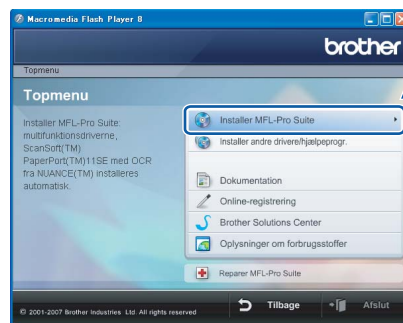 Macromedia Flash Player 8
brother
Topmenu
Topmenu
Installer MFL-Pro Suite:
multifunktionsdriverne,
ScanSoft(TM)
PaperPort(TM)11SE med OCR
fra NUANCE(TM) installeres
automatisk.
Installer MFL-Pro Suite
Installer andre drivere/hjælpeprogr.
Dokumentation
Online-registrering
Brother Solutions Center
Oplysninger om forbrugsstoffer
Reparer MFL-Pro Suite
© 2001-2007 Brother Industries Ltd. All rights reserved
Tilbage
Afslut